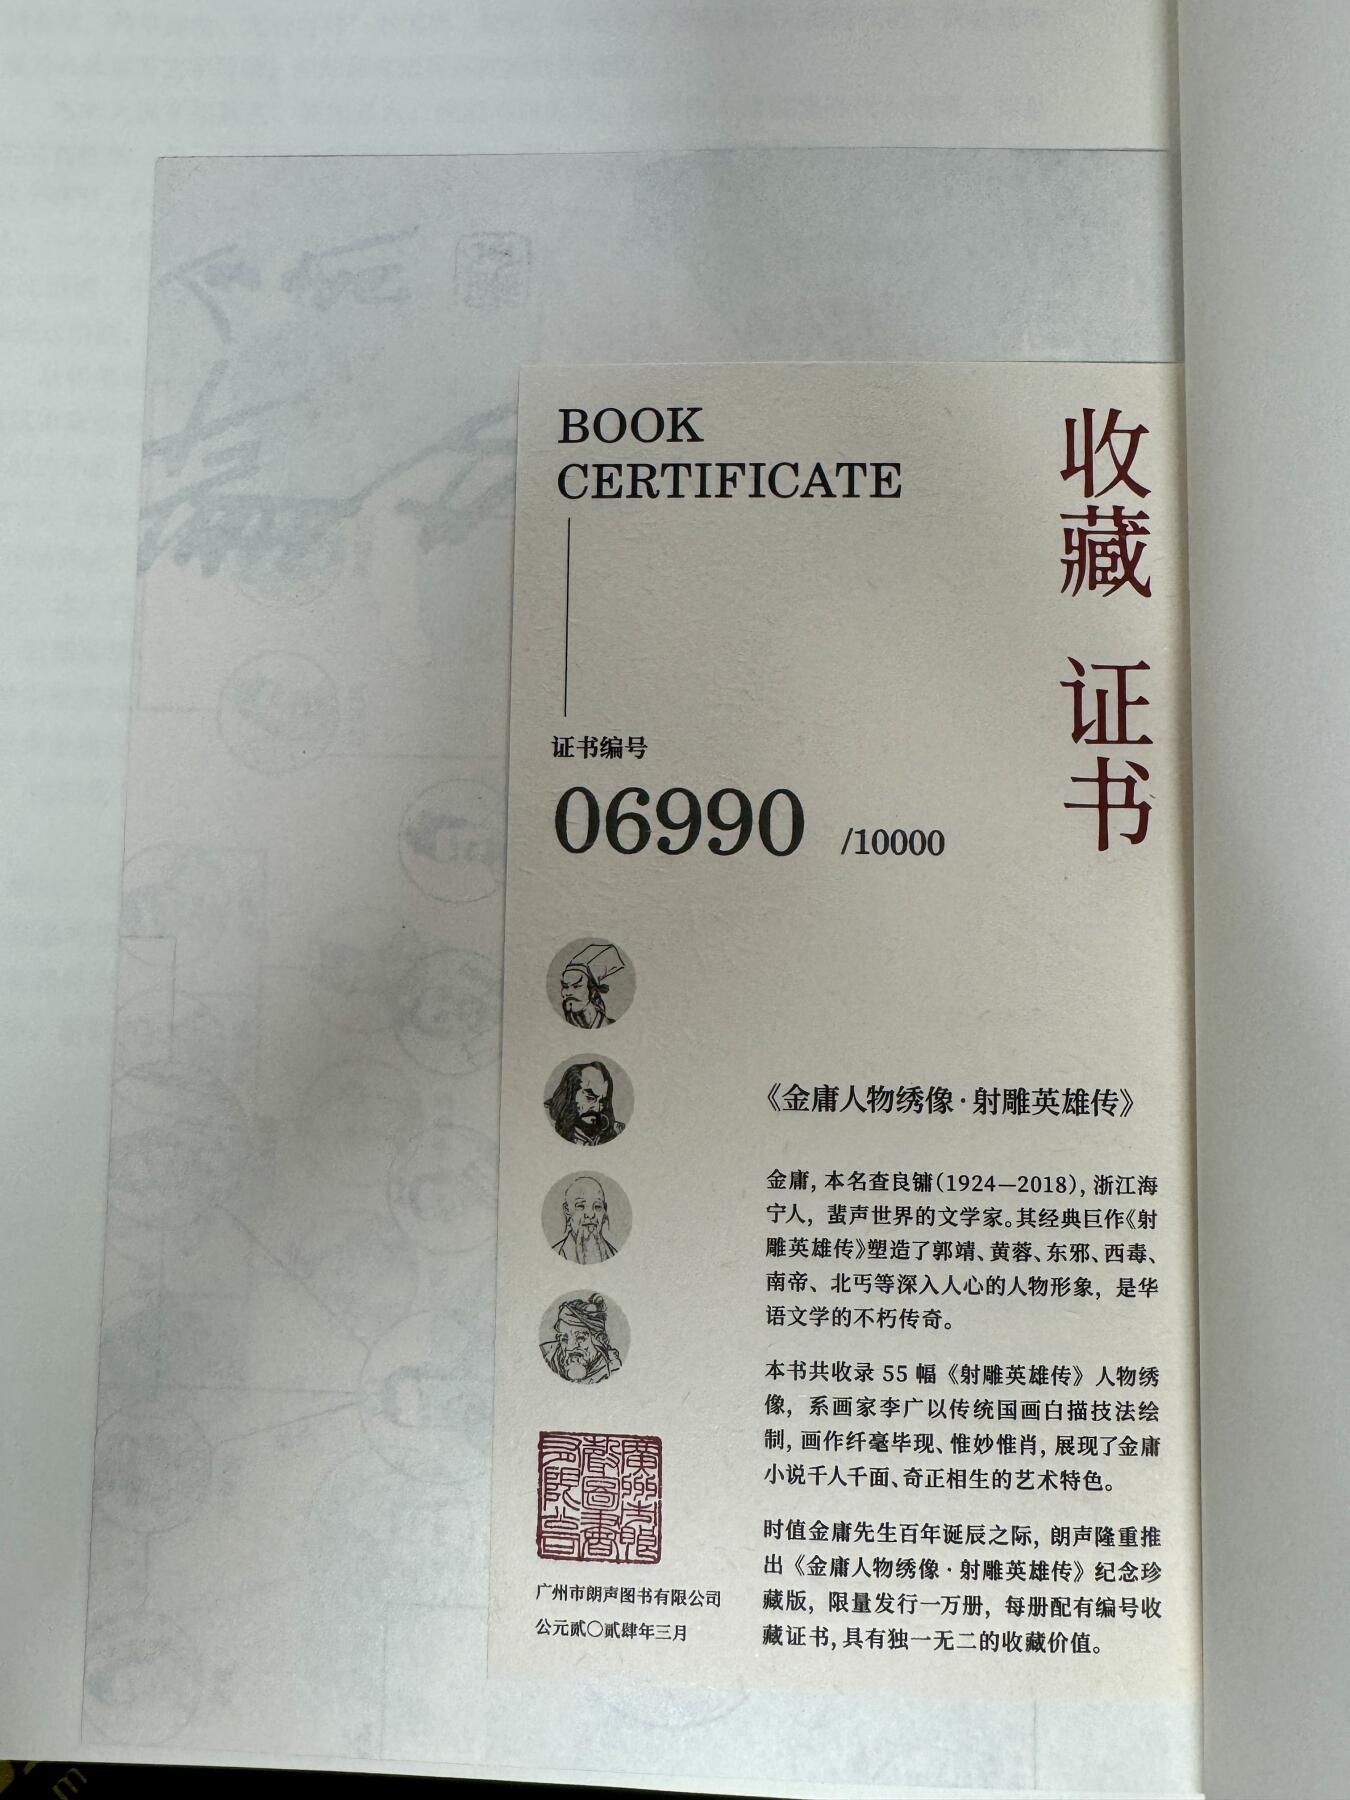 BOOK
CERTIFICATE
收藏 证书
证书编号
06990 /10000
《金庸人物绣像·射雕英雄传》
金庸，本名查良镛（1924—2018），浙江海
宁人，蜚声世界的文学家。其经典巨作《射
雕英雄传》塑造了郭靖、黄蓉、东邪、西毒、
南帝、北丐等深入人心的人物形象，是华
语文学的不朽传奇。
本书共收录 55 幅《射雕英雄传》人物绣
像，系画家李广以传统国画白描技法绘
制，画作纤毫毕现、惟妙惟肖，展现了金庸
小说千人千面、奇正相生的艺术特色。
时值金庸先生百年诞辰之际，朗声隆重推
出《金庸人物绣像·射雕英雄传》纪念珍
藏版，限量发行一万册，每册配有编号收
藏证书，具有独一无二的收藏价值。
广州市朗声图书有限公司
公元贰〇贰肆年三月